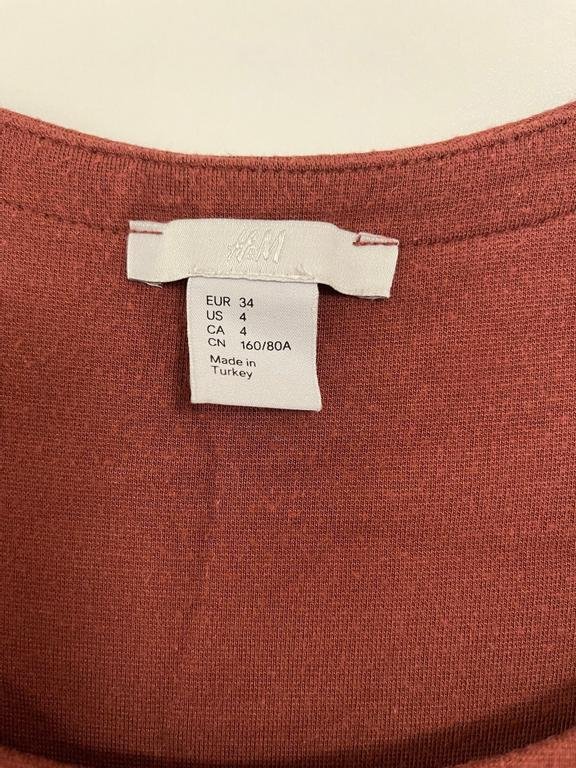 H&M
EUR 34
US 4
CA 4
CN 160/80A
Made in
Turkey